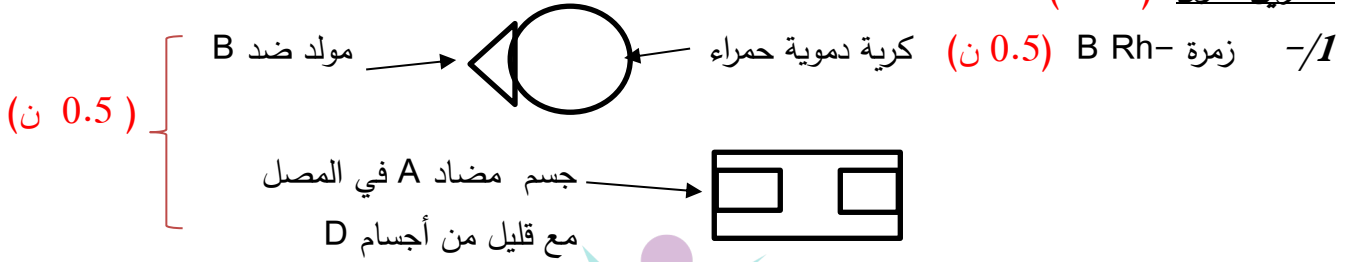 1/- زمرة B Rh- (0.5 ن) كرية دموية حمراء
مولد ضد B
(0.5 ن)
جسم مضاد A في المصل
مع قليل من أجسام D